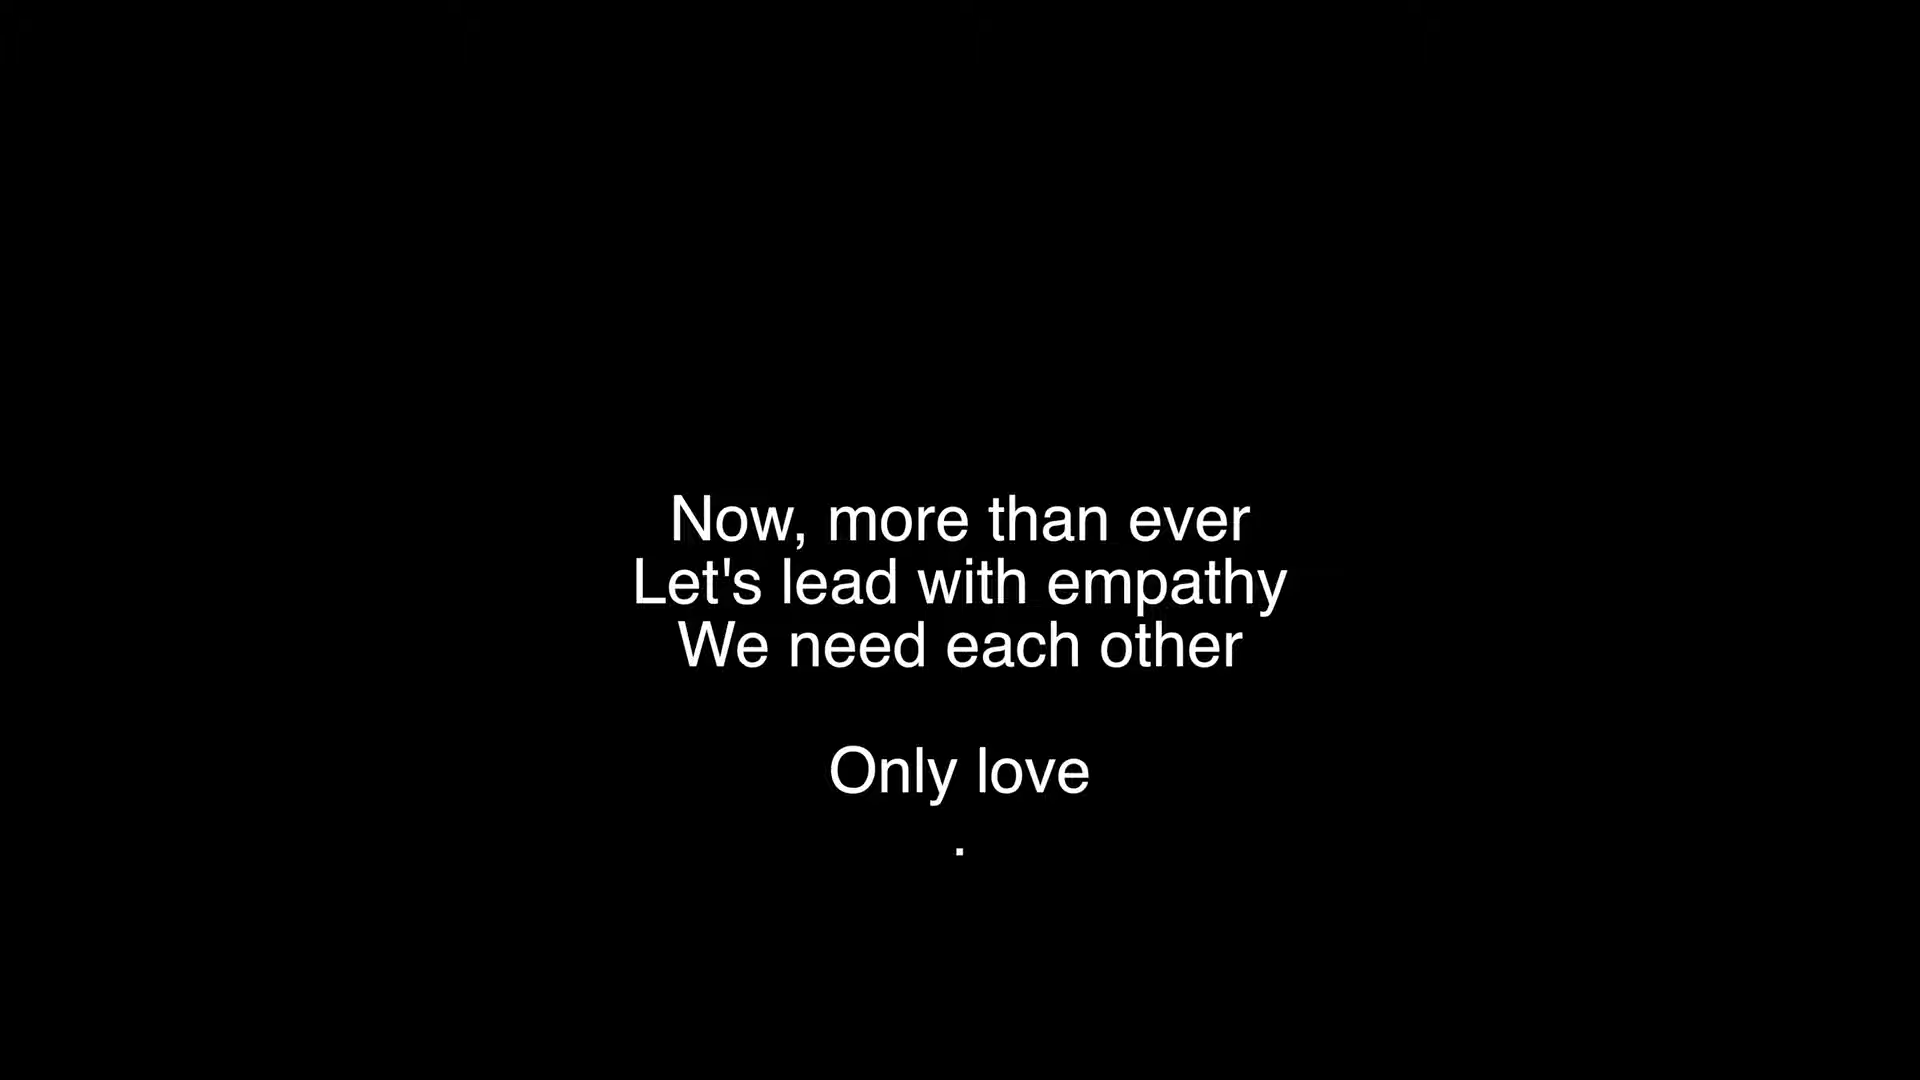 Now, more than ever
Let's lead with empathy
We need each other
Only love
.